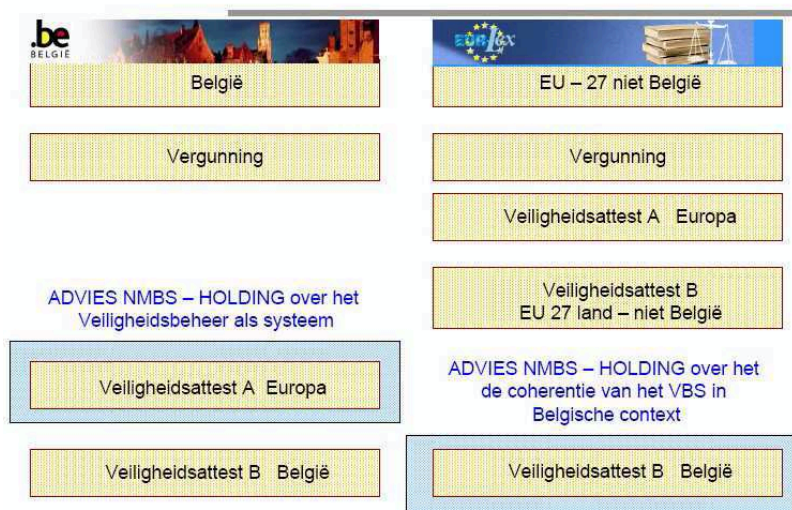 .be
BELGIË
België
Vergunning
ADVIES NMBS – HOLDING over het
Veiligheidsbeheer als systeem
Veiligheidsattest A Europa
Veiligheidsattest B België
EUR lex
EU – 27 niet België
Vergunning
Veiligheidsattest A Europa
Veiligheidsattest B
EU 27 land – niet België
ADVIES NMBS – HOLDING over het
de coherentie van het VBS in
Belgische context
Veiligheidsattest B België